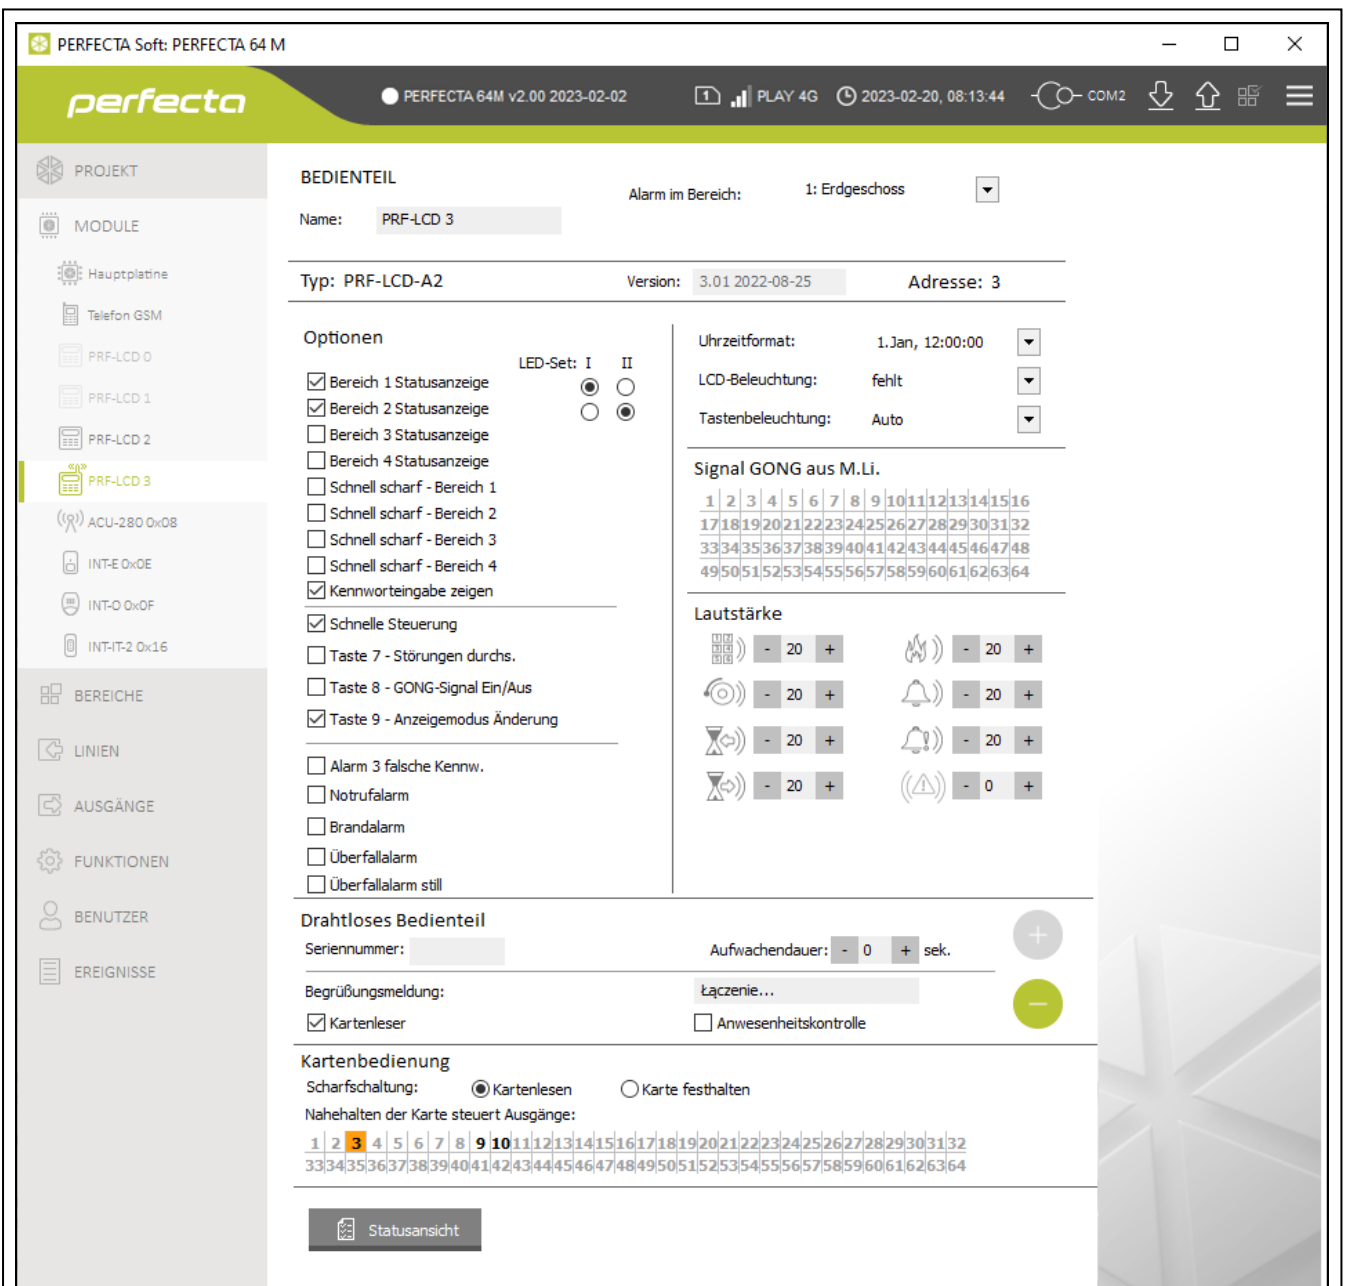 PERFECTA Soft: PERFECTA 64 M
perfecta
PERFECTA 64M v2.00 2023-02-02
1 PLAY 4G 2023-02-20, 08:13:44 COM2
PROJEKT
MODULE
Hauptplatine
Telefon GSM
PRF-LCD 0
PRF-LCD 1
PRF-LCD 2
PRF-LCD 3
ACU-280 0x08
INT-E 0x0E
INT-O 0x0F
INT-IT-2 0x16
BEREICHE
LINIEN
AUSGÄNGE
FUNKTIONEN
BENUTZER
EREIGNISSE
BEDIENTEIL
Name: PRF-LCD 3
Alarm im Bereich: 1: Erdgeschoss
Typ: PRF-LCD-A2 Version: 3.01 2022-08-25 Adresse: 3
Optionen
LED-Set: I II
Bereich 1 Statusanzeige
Bereich 2 Statusanzeige
Bereich 3 Statusanzeige
Bereich 4 Statusanzeige
Schnell scharf - Bereich 1
Schnell scharf - Bereich 2
Schnell scharf - Bereich 3
Schnell scharf - Bereich 4
Kennworteingabe zeigen
Schnelle Steuerung
Taste 7 - Störungen durchs.
Taste 8 - GONG-Signal Ein/Aus
Taste 9 - Anzeigemodus Änderung
Alarm 3 falsche Kennw.
Notrufalarm
Brandalarm
Überfallalarm
Überfallalarm still
Uhrzeitformat: 1.Jan, 12:00:00
LCD-Beleuchtung: fehlt
Tastenbeleuchtung: Auto
Signal GONG aus M.Li.
1 2 3 4 5 6 7 8 9 10 11 12 13 14 15 16
17 18 19 20 21 22 23 24 25 26 27 28 29 30 31 32
33 34 35 36 37 38 39 40 41 42 43 44 45 46 47 48
49 50 51 52 53 54 55 56 57 58 59 60 61 62 63 64
Lautstärke
- 20 + - 20 +
- 20 + - 20 +
- 20 + - 20 +
- 20 + - 0 +
Drahtloses Bedienteil
Seriennummer: Aufwachendauer: - 0 + sek.
Begrüßungsmeldung: Łączenie...
Kartenleser Anwesenheitskontrolle
Kartenbedienung
Scharfschaltung: Kartenlesen Karte festhalten
Nahehalten der Karte steuert Ausgänge:
1 2 3 4 5 6 7 8 9 10 11 12 13 14 15 16 17 18 19 20 21 22 23 24 25 26 27 28 29 30 31 32
33 34 35 36 37 38 39 40 41 42 43 44 45 46 47 48 49 50 51 52 53 54 55 56 57 58 59 60 61 62 63 64
Statusansicht